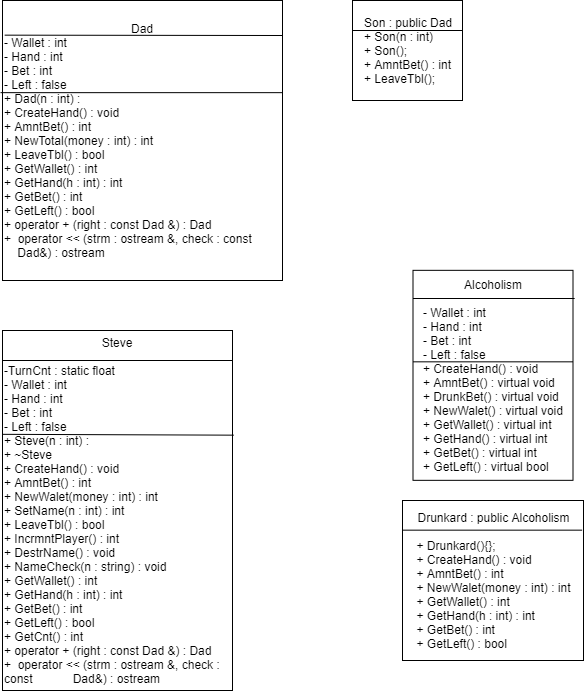 Dad
- Wallet : int
- Hand : int
- Bet : int
- Left : false
+ Dad(n : int) :
+ CreateHand() : void
+ AmntBet() : int
+ NewTotal(money : int) : int
+ LeaveTbl() : bool
+ GetWallet() : int
+ GetHand(h : int) : int
+ GetBet() : int
+ GetLeft() : bool
+ operator + (right : const Dad &) : Dad
+ operator << (strm : ostream &, check : const
Dad&) : ostream
Son : public Dad
+ Son(n : int)
+ Son();
+ AmntBet() : int
+ LeaveTbl();
Steve
-TurnCnt : static float
- Wallet : int
- Hand : int
- Bet : int
- Left : false
+ Steve(n : int) :
+ ~Steve
+ CreateHand() : void
+ AmntBet() : int
+ NewWalet(money : int) : int
+ SetName(n : int) : int
+ LeaveTbl() : bool
+ IncrmntPlayer() : int
+ DestrName() : void
+ NameCheck(n : string) : void
+ GetWallet() : int
+ GetHand(h : int) : int
+ GetBet() : int
+ GetLeft() : bool
+ GetCnt() : int
+ operator + (right : const Dad &) : Dad
+ operator << (strm : ostream &, check :
const Dad&) : ostream
Alcoholism
- Wallet : int
- Hand : int
- Bet : int
- Left : false
+ CreateHand() : void
+ AmntBet() : virtual void
+ DrunkBet() : virtual void
+ NewWalet() : virtual void
+ GetWallet() : virtual int
+ GetHand() : virtual int
+ GetBet() : virtual int
+ GetLeft() : virtual bool
Drunkard : public Alcoholism
+ Drunkard(){};
+ CreateHand() : void
+ AmntBet() : int
+ NewWalet(money : int) : int
+ GetWallet() : int
+ GetHand(h : int) : int
+ GetBet() : int
+ GetLeft() : bool